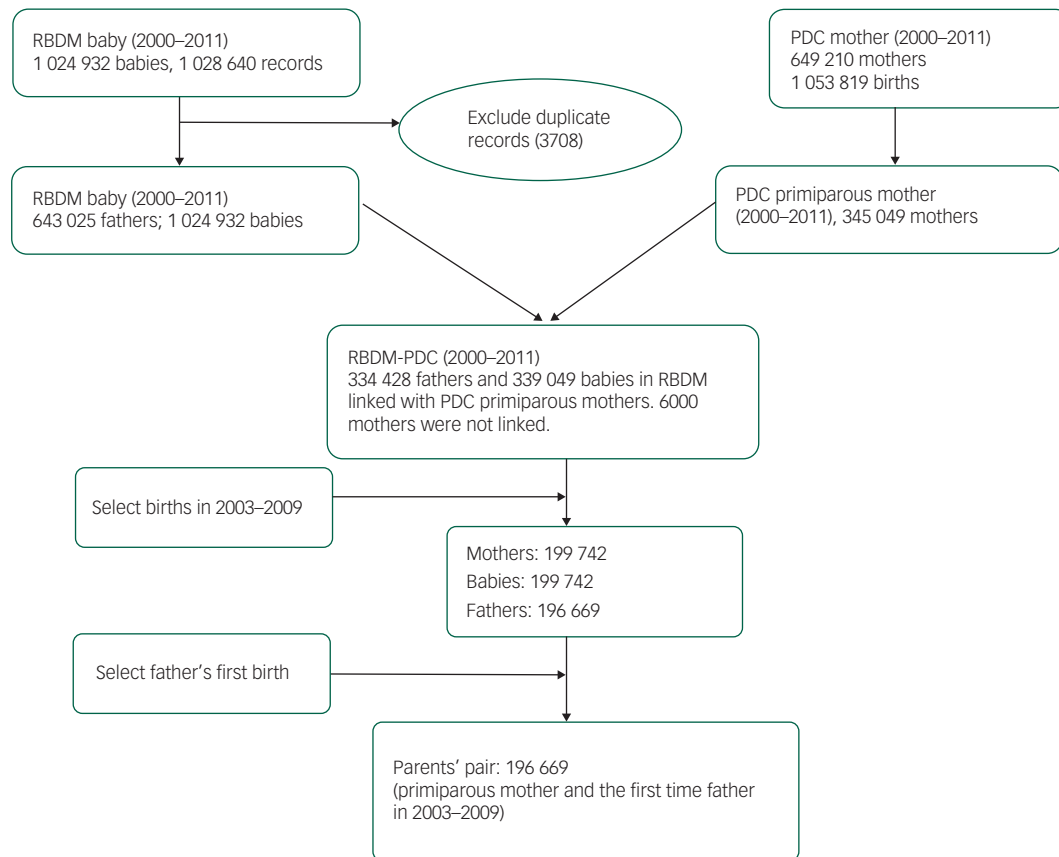 RBDM baby (2000–2011)
1 024 932 babies, 1 028 640 records
PDC mother (2000–2011)
649 210 mothers
1 053 819 births
Exclude duplicate
records (3708)
RBDM baby (2000–2011)
643 025 fathers; 1 024 932 babies
PDC primiparous mother
(2000–2011), 345 049 mothers
RBDM-PDC (2000–2011)
334 428 fathers and 339 049 babies in RBDM
linked with PDC primiparous mothers. 6000
mothers were not linked.
Select births in 2003–2009
Mothers: 199 742
Babies: 199 742
Fathers: 196 669
Select father’s first birth
Parents’ pair: 196 669
(primiparous mother and the first time father
in 2003–2009)